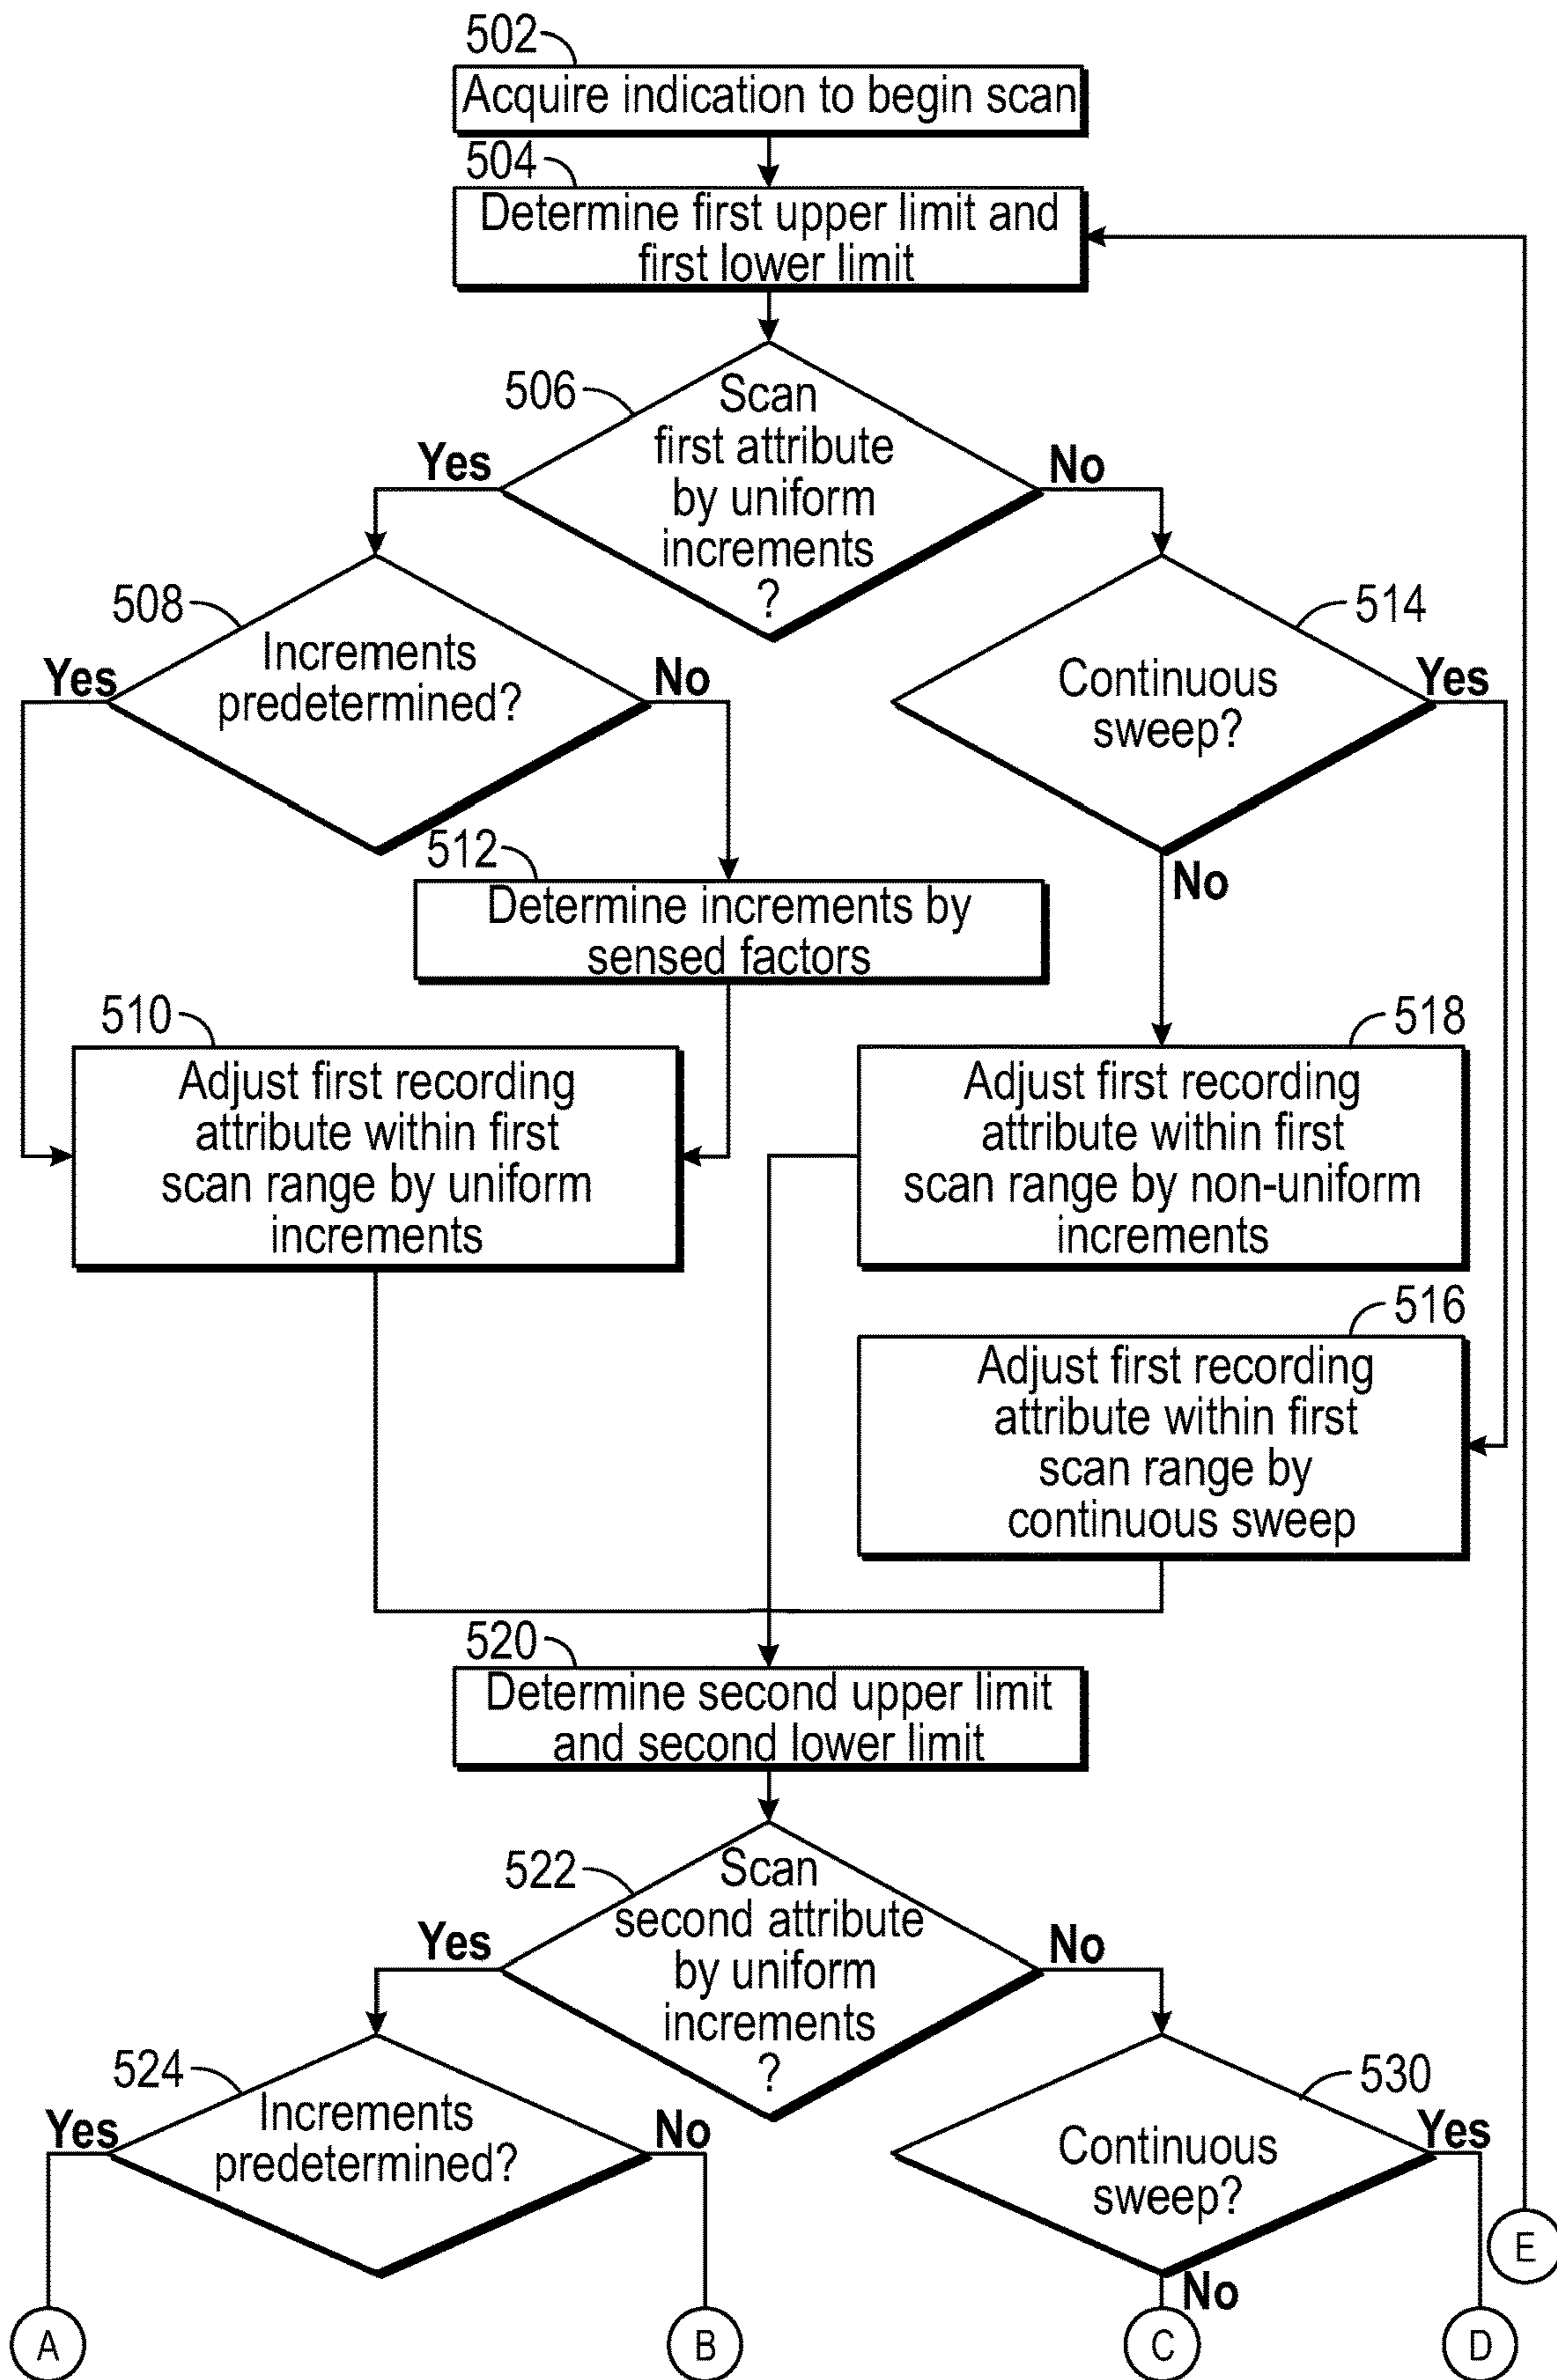 502
Acquire indication to begin scan
504
Determine first upper limit and
first lower limit
506
Scan
first attribute
by uniform
increments
?
Yes
No
508
Increments
predetermined?
Yes
No
514
Continuous
sweep?
Yes
No
512
Determine increments by
sensed factors
510
Adjust first recording
attribute within first
scan range by uniform
increments
518
Adjust first recording
attribute within first
scan range by non-uniform
increments
516
Adjust first recording
attribute within first
scan range by
continuous sweep
520
Determine second upper limit
and second lower limit
522
Scan
second attribute
by uniform
increments
?
Yes
No
524
Increments
predetermined?
Yes
No
530
Continuous
sweep?
Yes
No
E
A
B
C
D